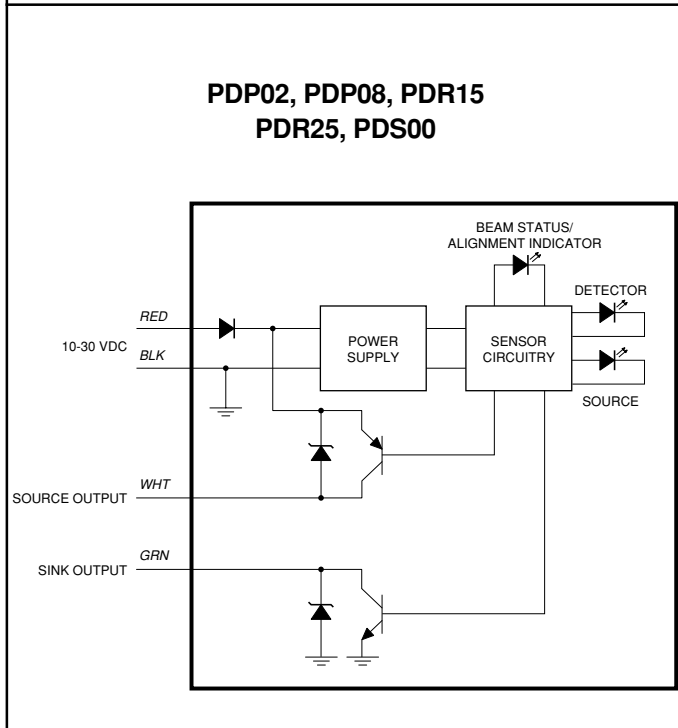 PDP02, PDP08, PDR15
PDR25, PDS00
BEAM STATUS/
ALIGNMENT INDICATOR
DETECTOR
RED
10-30 VDC
BLK
POWER
SUPPLY
SENSOR
CIRCUITRY
SOURCE
WHT
SOURCE OUTPUT
GRN
SINK OUTPUT